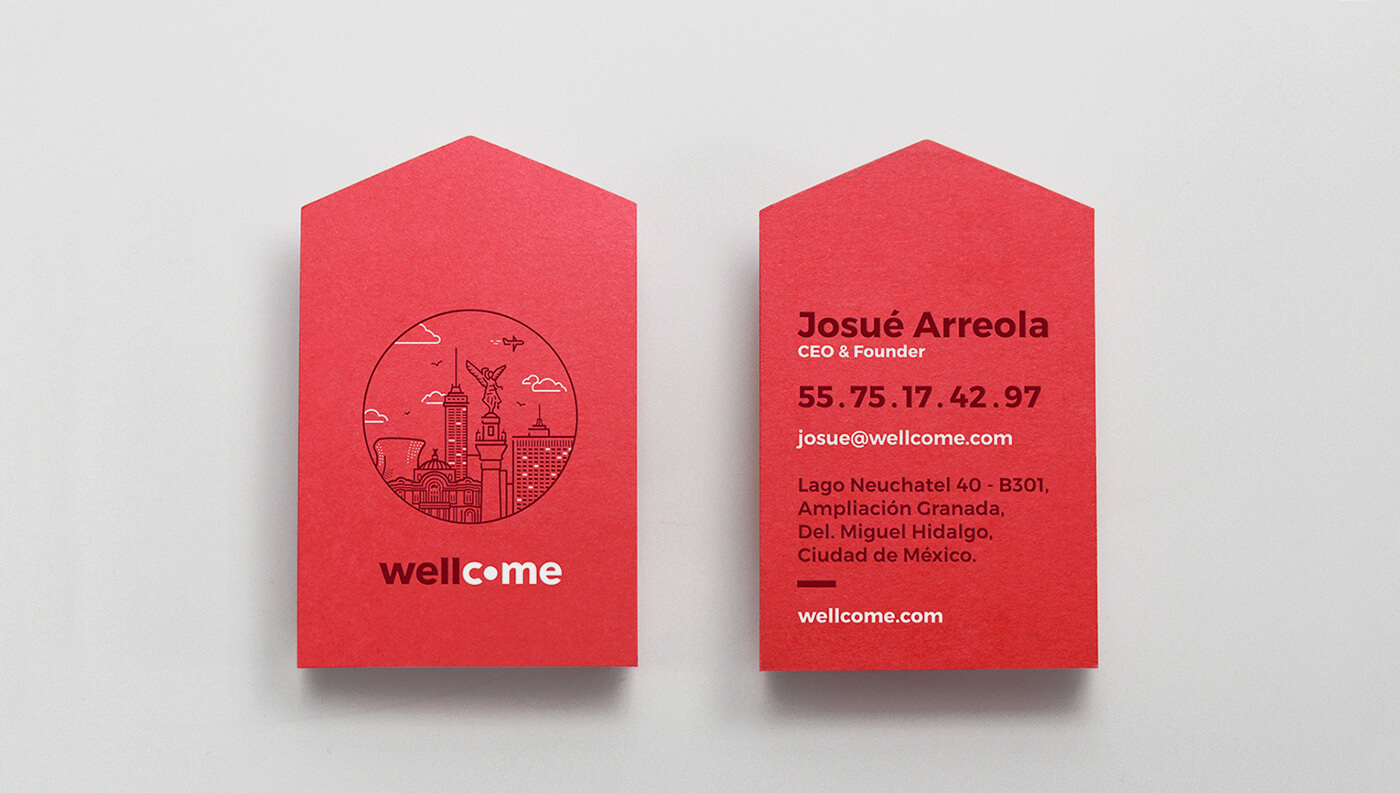 wellcome
Josué Arreola
CEO & Founder
55.75.17.42.97
josue@wellcome.com
Lago Neuchatel 40 - B301,
Ampliación Granada,
Del. Miguel Hidalgo,
Ciudad de México.
wellcome.com